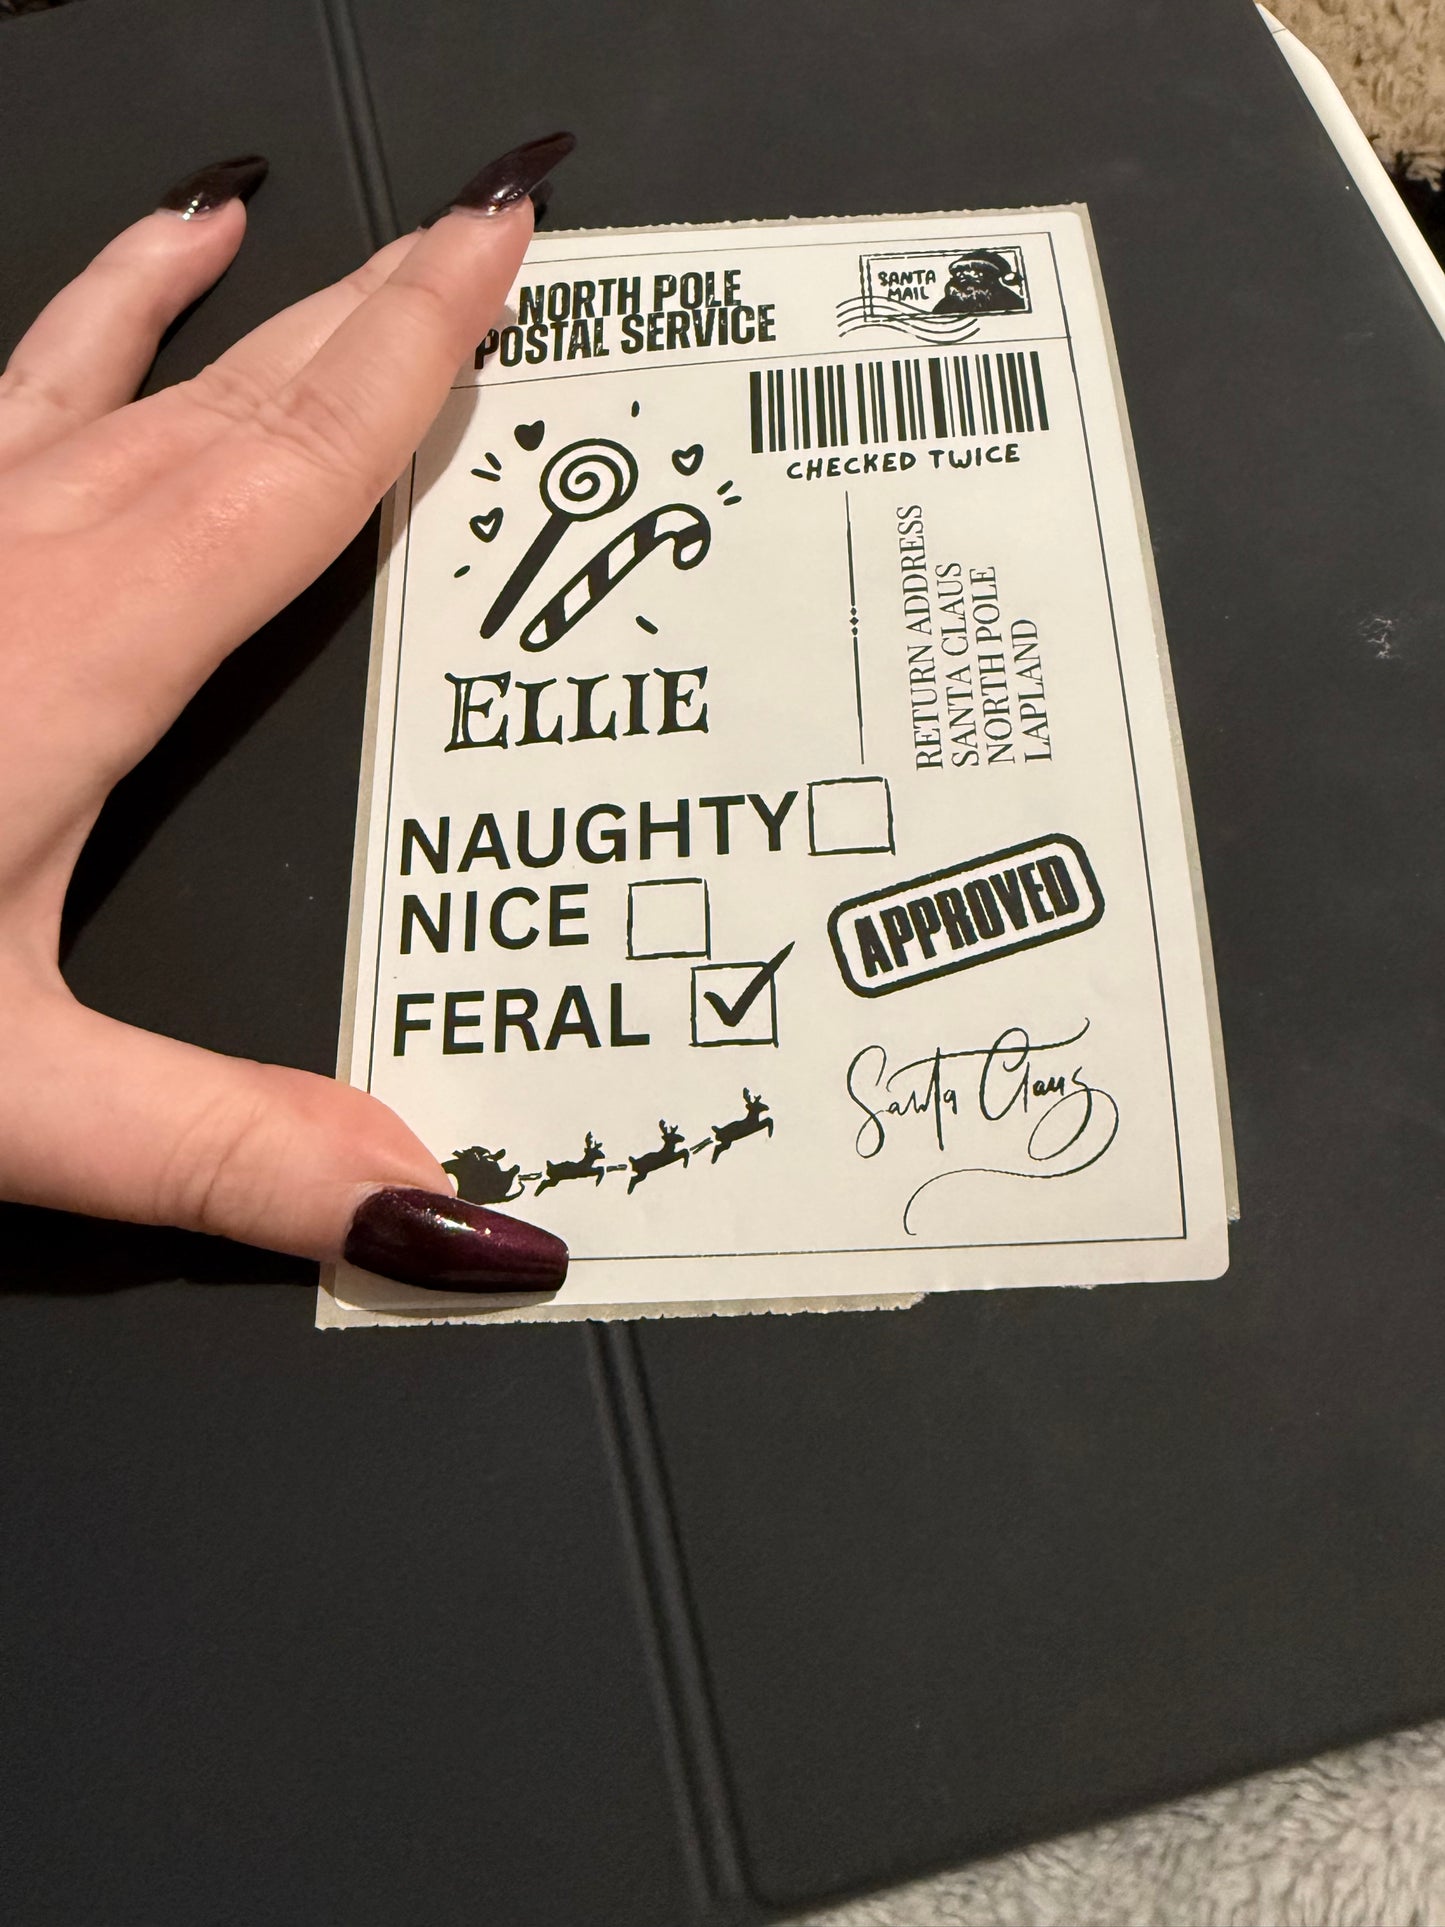 NORTH POLE
POSTAL SERVICE
SANTA
MAIL
CHECKED TWICE
RETURN ADDRESS
SANTA CLAUS
NORTH POLE
LAPLAND
ELLIE
NAUGHTY
NICE
FERAL
APPROVED
Santa Claus